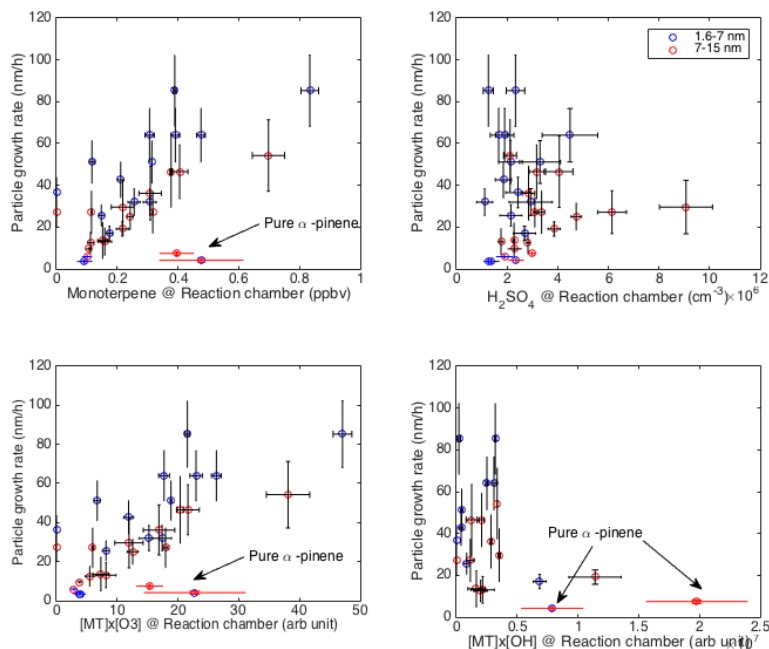 120
100
80
60
40
20
0
Particle growth rate (nm/h)
Pure α -pinene
0 0.2 0.4 0.6 0.8 1
Monoterpene @ Reaction chamber (ppbv)
120
100
80
60
40
20
0
Particle growth rate (nm/h)
1.6-7 nm
7-15 nm
0 2 4 6 8 10 12
H2SO4 @ Reaction chamber (cm-3)×10^6
120
100
80
60
40
20
0
Particle growth rate (nm/h)
Pure α -pinene
0 10 20 30 40 50
[MT]x[O3] @ Reaction chamber (arb unit)
120
100
80
60
40
20
0
Particle growth rate (nm/h)
Pure α -pinene
0 0.5 1 1.5 2 2.5 3
[MT]x[OH] @ Reaction chamber (arb unit)×10^7